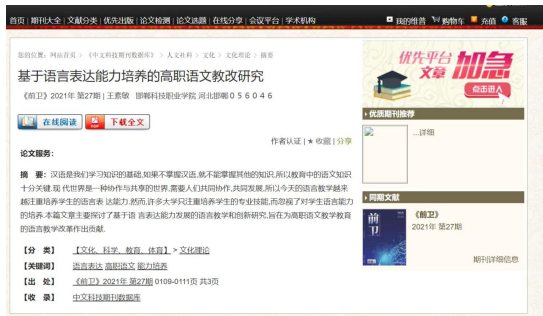 首页 | 期刊大全 | 文献分类 | 优先出版 | 论文检测 | 论文选题 | 在线分享 | 会议平台 | 学术机构
我的维普 购物车 充值 客服
您的位置：网站首页 > 《中文科技期刊数据库》 > 人文社科 > 文化 > 文化理论 > 摘要
基于语言表达能力培养的高职语文教改研究
《前卫》2021年 第27期 | 王素敏 邯郸科技职业学院 河北邯郸056046
在线阅读 下载全文
作者认证 | ★ 收藏 | 分享
论文服务：
摘 要：汉语是我们学习知识的基础,如果不掌握汉语,就不能掌握其他的知识,所以教育中的语文知识
十分关键.现 代世界是一种协作与共享的世界,需要人们共同协作,共同发展,所以今天的语言教学越来
越注重培养学生的语言表 达能力.然而,许多大学只注重培养学生的专业技能,而忽视了对学生语言能力
的培养.本篇文章主要探讨了基于语 言表达能力发展的语言教学和创新研究,旨在为高职语文教学教育
的语言教学改革作出贡献.
【分 类】 【文化、科学、教育、体育】 > 文化理论
【关键词】 语言表达 高职语文 能力培养
【出 处】 《前卫》2021年 第27期 0109-0111页 共3页
【收 录】 中文科技期刊数据库
优先平台
文章 加急
点击进入
优质期刊推荐
...详细
同期文献
前卫
《前卫》
2021年 第27期
期刊详细信息